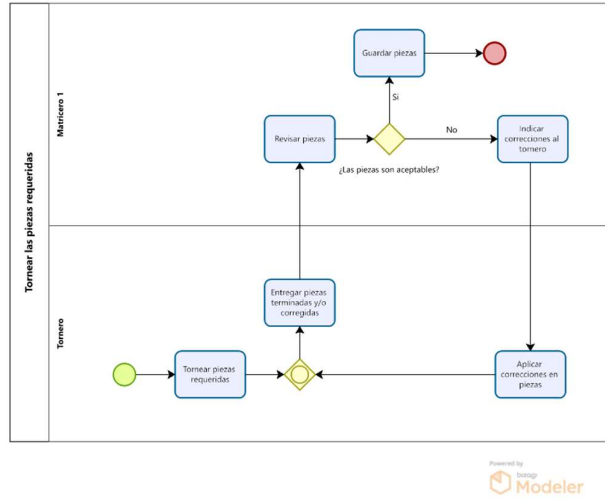 Tornear las piezas requeridas
Matricero 1
Guardar piezas
Si
Revisar piezas
No
Indicar
correcciones al
tornero
¿Las piezas son aceptables?
Tornero
Entregar piezas
terminadas y/o
corregidas
Tornear piezas
requeridas
Aplicar
correcciones en
piezas
Powered by
bizagi
Modeler